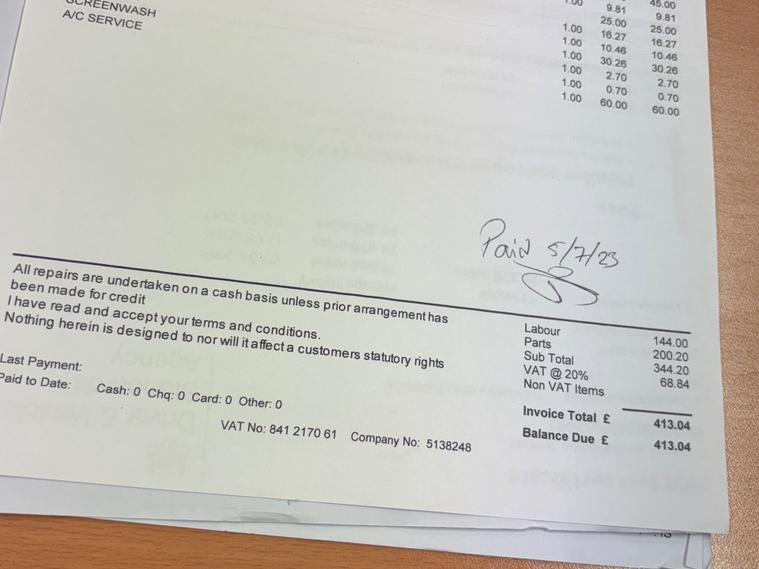 1.00 45.00
9.81 9.81
25.00 25.00
SCREENWASH 1.00 16.27 16.27
A/C SERVICE 1.00 10.46 10.46
1.00 30.26 30.26
1.00 2.70 2.70
1.00 0.70 0.70
1.00 60.00 60.00
Paid 5/7/23
All repairs are undertaken on a cash basis unless prior arrangement has
been made for credit
I have read and accept your terms and conditions.
Nothing herein is designed to nor will it affect a customers statutory rights
Last Payment:
Paid to Date: Cash: 0 Chq: 0 Card: 0 Other: 0
VAT No: 841 2170 61 Company No: 5138248
Labour 144.00
Parts 200.20
Sub Total 344.20
VAT @ 20% 68.84
Non VAT Items
Invoice Total £ 413.04
Balance Due £ 413.04